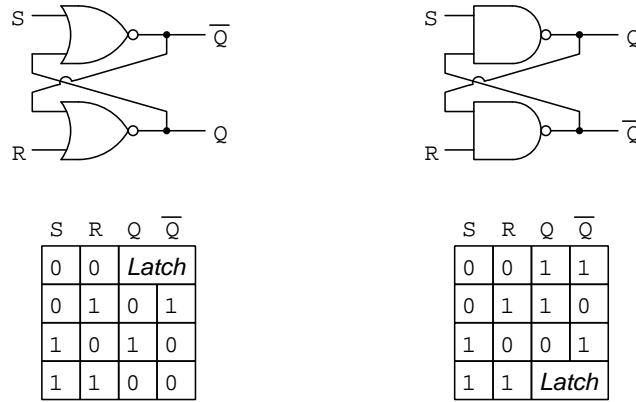 S
Q̅
Q
R
S
Q
Q̅
R
S R Q Q̅
0 0 Latch
0 1 0 1
1 0 1 0
1 1 0 0
S R Q Q̅
0 0 1 1
0 1 1 0
1 0 0 1
1 1 Latch